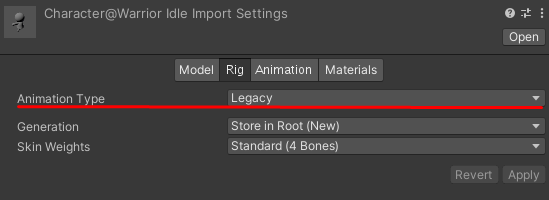 Character@Warrior Idle Import Settings
Open
Model Rig Animation Materials
Animation Type Legacy
Generation Store in Root (New)
Skin Weights Standard (4 Bones)
Revert Apply